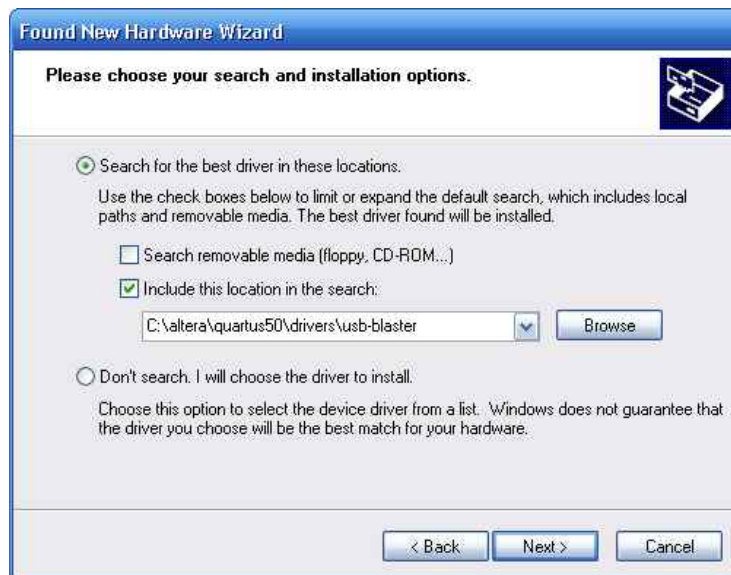 Found New Hardware Wizard
Please choose your search and installation options.
Search for the best driver in these locations.
Use the check boxes below to limit or expand the default search, which includes local
paths and removable media. The best driver found will be installed.
Search removable media (floppy, CD-ROM...)
Include this location in the search:
C:\altera\quartus50\drivers\usb-blaster
Browse
Don't search. I will choose the driver to install.
Choose this option to select the device driver from a list. Windows does not guarantee that
the driver you choose will be the best match for your hardware.
< Back Next > Cancel